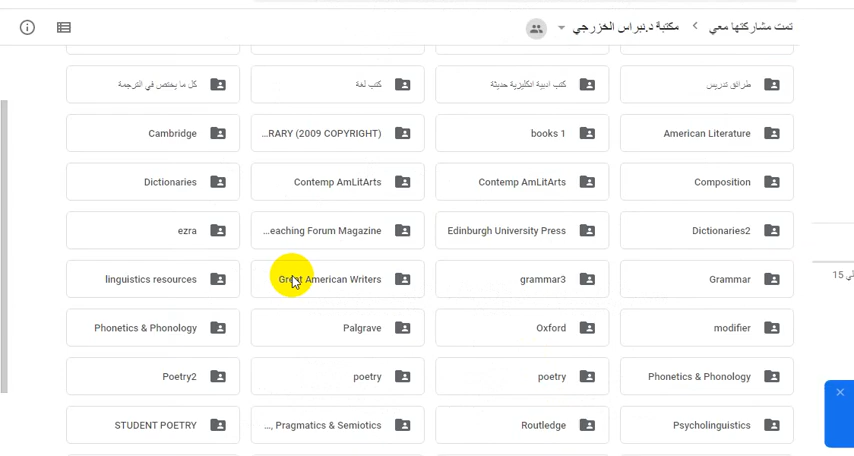 تمت مشاركتها معي
مكتبة د.نبراس الخزرجي
طرائق تدريس
كتب ادبية انكليزية حديثة
كتب لغة
كل ما يختص في الترجمة
American Literature
books 1
...RARY (2009 COPYRIGHT)
Cambridge
Composition
Contemp AmLitArts
Contemp AmLitArts
Dictionaries
Dictionaries2
Edinburgh University Press
...eaching Forum Magazine
ezra
Grammar
grammar3
Great American Writers
linguistics resources
modifier
Oxford
Palgrave
Phonetics & Phonology
Phonetics & Phonology
poetry
poetry
Poetry2
Psycholinguistics
Routledge
..., Pragmatics & Semiotics
STUDENT POETRY
15